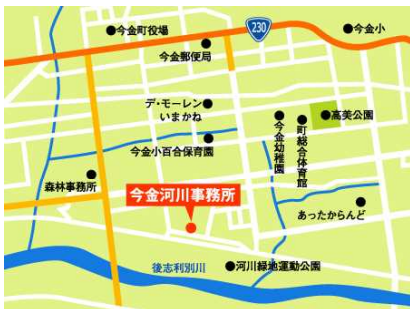 今金町役場
230
今金小
今金郵便局
デ・モーレン
いまかね
高美公園
今金幼稚園
町総合体育館
今金小百合保育園
森林事務所
今金河川事務所
あったからんど
後志利別川
河川緑地運動公園